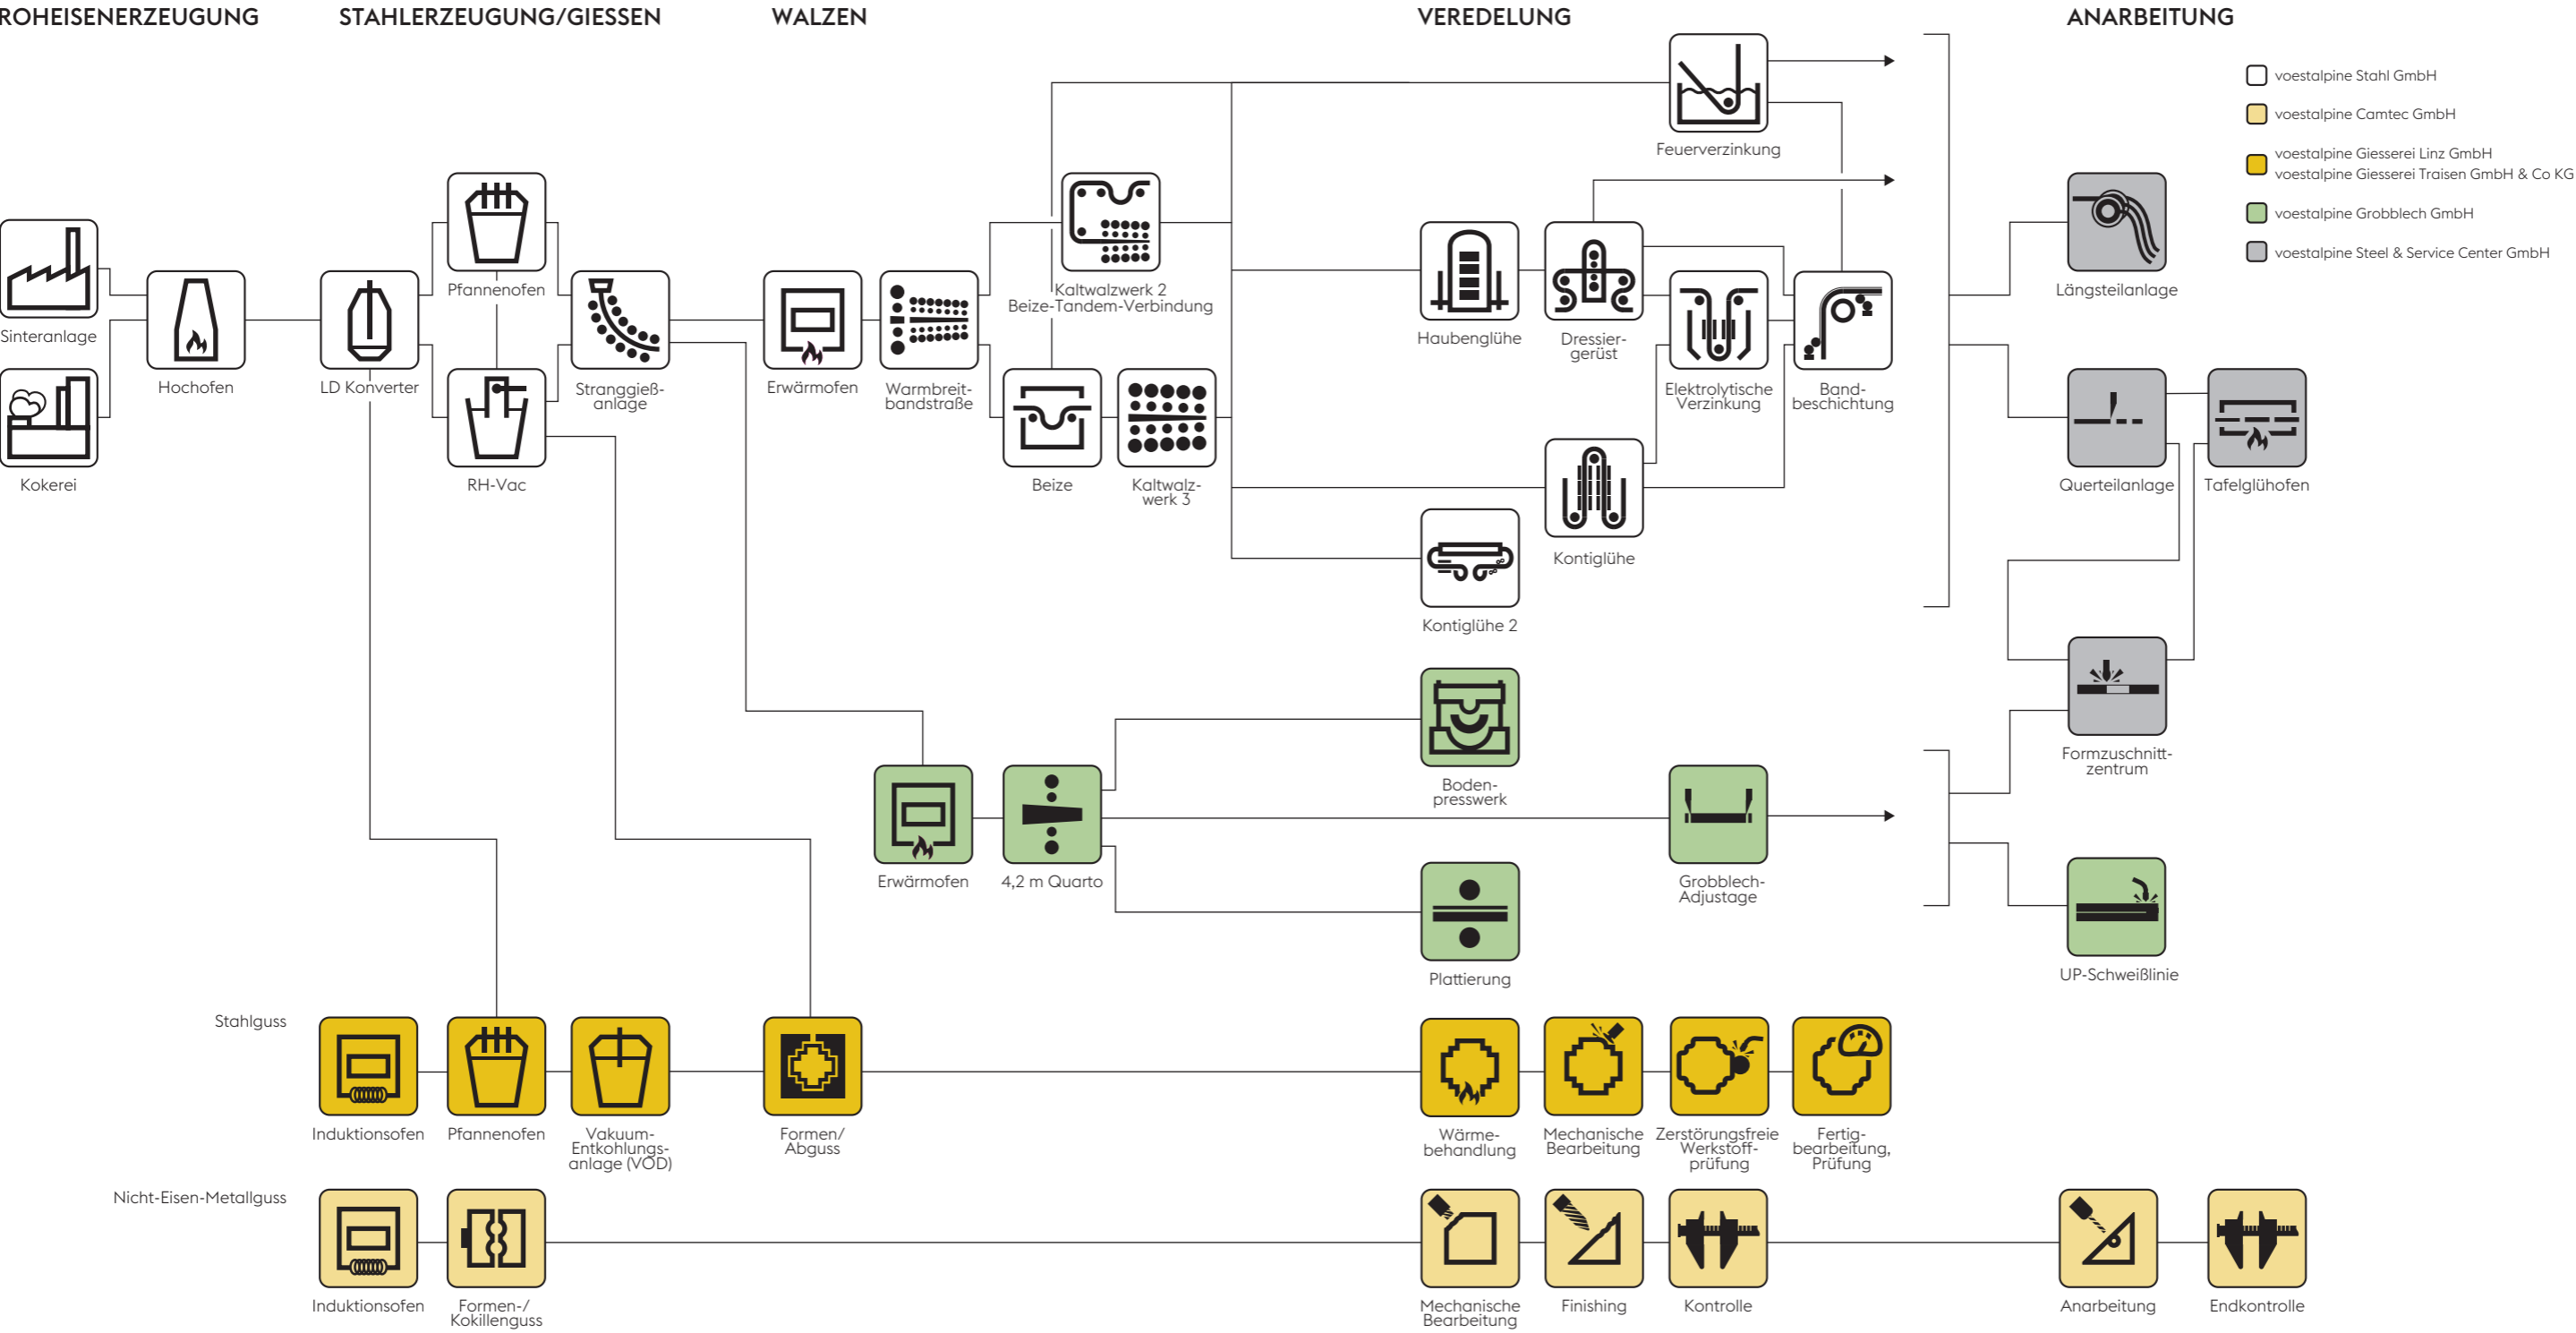 ROHEISENERZEUGUNG
STAHLERZEUGUNG/GIESSEN
WALZEN
VEREDELUNG
ANARBEITUNG
voestalpine Stahl GmbH
voestalpine Camtec GmbH
voestalpine Giesserei Linz GmbH
voestalpine Giesserei Traisen GmbH & Co KG
voestalpine Grobblech GmbH
voestalpine Steel & Service Center GmbH
Sinteranlage
Kokerei
Hochofen
LD Konverter
Pfannenofen
RH-Vac
Stranggieß-
anlage
Erwärmofen
Warmbreit-
bandstraße
Kaltwalzwerk 2
Beize-Tandem-Verbindung
Beize
Kaltwalz-
werk 3
Feuerverzinkung
Haubenglühe
Dressier-
gerüst
Elektrolytische
Verzinkung
Band-
beschichtung
Kontiglühe
Kontiglühe 2
Längsteilanlage
Querteilanlage
Tafelglühofen
Formzuschnitt-
zentrum
Boden-
presswerk
Erwärmofen
4,2 m Quarto
Grobblech-
Adjustage
Plattierung
UP-Schweißlinie
Stahlguss
Induktionsofen
Pfannenofen
Vakuum-
Entkohlungs-
anlage (VOD)
Formen/
Abguss
Wärme-
behandlung
Mechanische
Bearbeitung
Zerstörungsfreie
Werkstoff-
prüfung
Fertig-
bearbeitung,
Prüfung
Nicht-Eisen-Metallguss
Induktionsofen
Formen-/
Kokillenguss
Mechanische
Bearbeitung
Finishing
Kontrolle
Anarbeitung
Endkontrolle